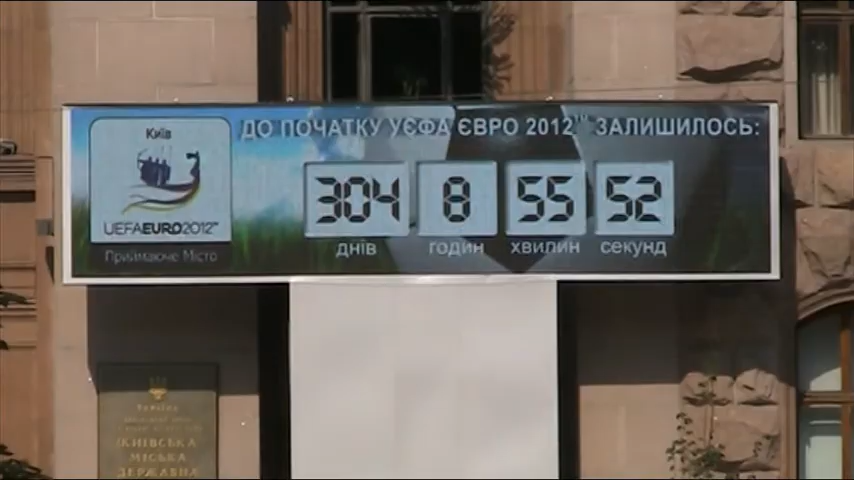 Київ
UEFAEURO2012™
Приймаюче Місто
ДО ПОЧАТКУ УЄФА ЄВРО 2012™ ЗАЛИШИЛОСЬ:
304 8 55 52
днів годин хвилин секунд
Україна
КИЇВСЬКА
МІСЬКА
ДЕРЖАВНА